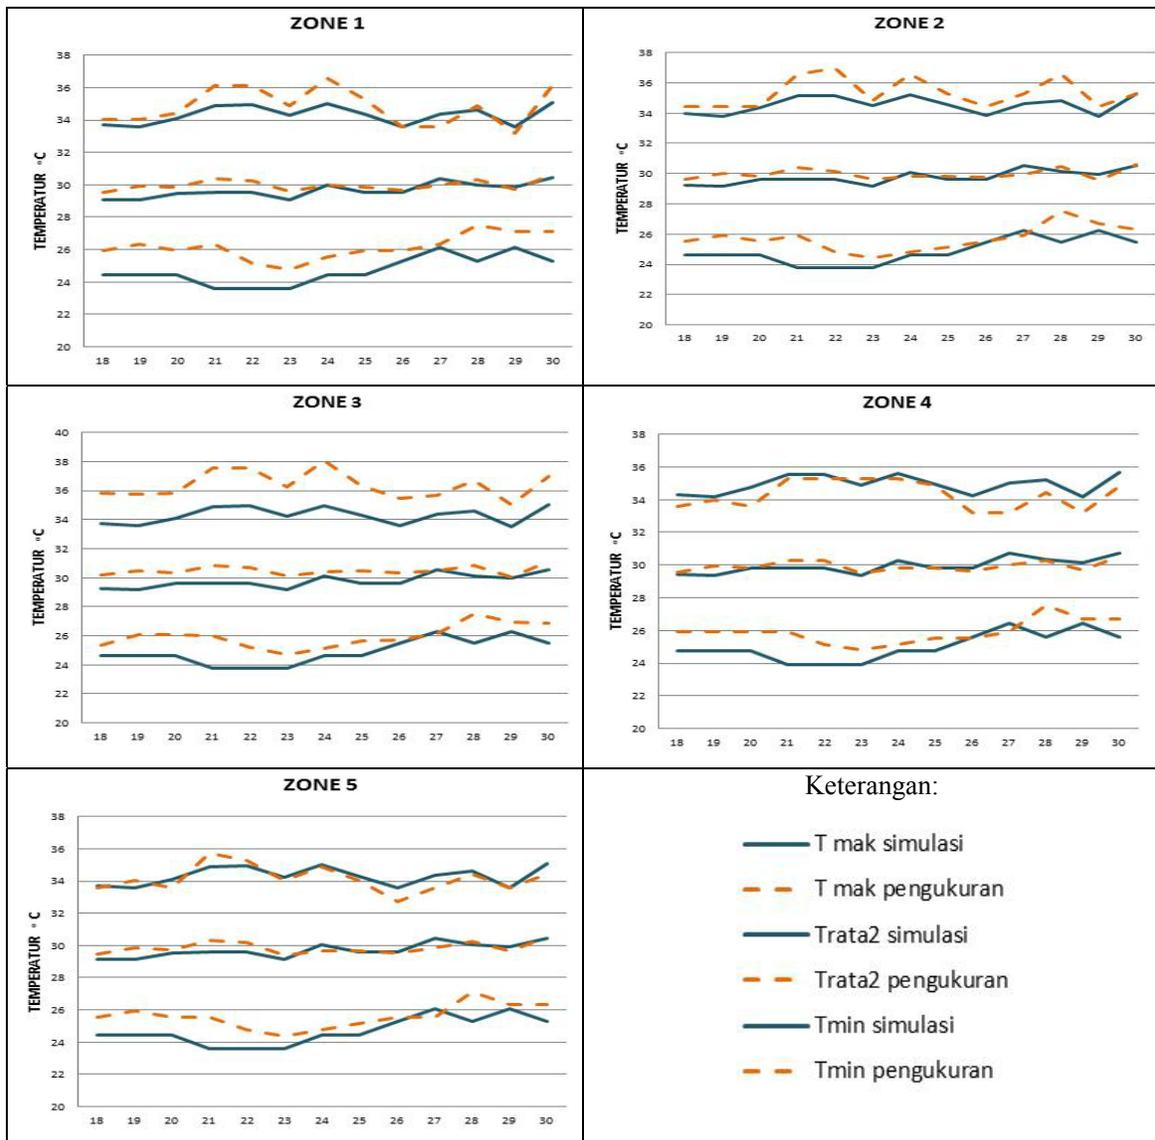 ZONE 1
TEMPERATUR °C
38
36
34
32
30
28
26
24
22
20
18 19 20 21 22 23 24 25 26 27 28 29 30
ZONE 2
TEMPERATUR °C
38
36
34
32
30
28
26
24
22
20
18 19 20 21 22 23 24 25 26 27 28 29 30
ZONE 3
TEMPERATUR °C
40
38
36
34
32
30
28
26
24
22
20
18 19 20 21 22 23 24 25 26 27 28 29 30
ZONE 4
TEMPERATUR °C
38
36
34
32
30
28
26
24
22
20
18 19 20 21 22 23 24 25 26 27 28 29 30
ZONE 5
TEMPERATUR °C
38
36
34
32
30
28
26
24
22
20
18 19 20 21 22 23 24 25 26 27 28 29 30
Keterangan:
T mak simulasi
T mak pengukuran
Trata2 simulasi
Trata2 pengukuran
Tmin simulasi
Tmin pengukuran